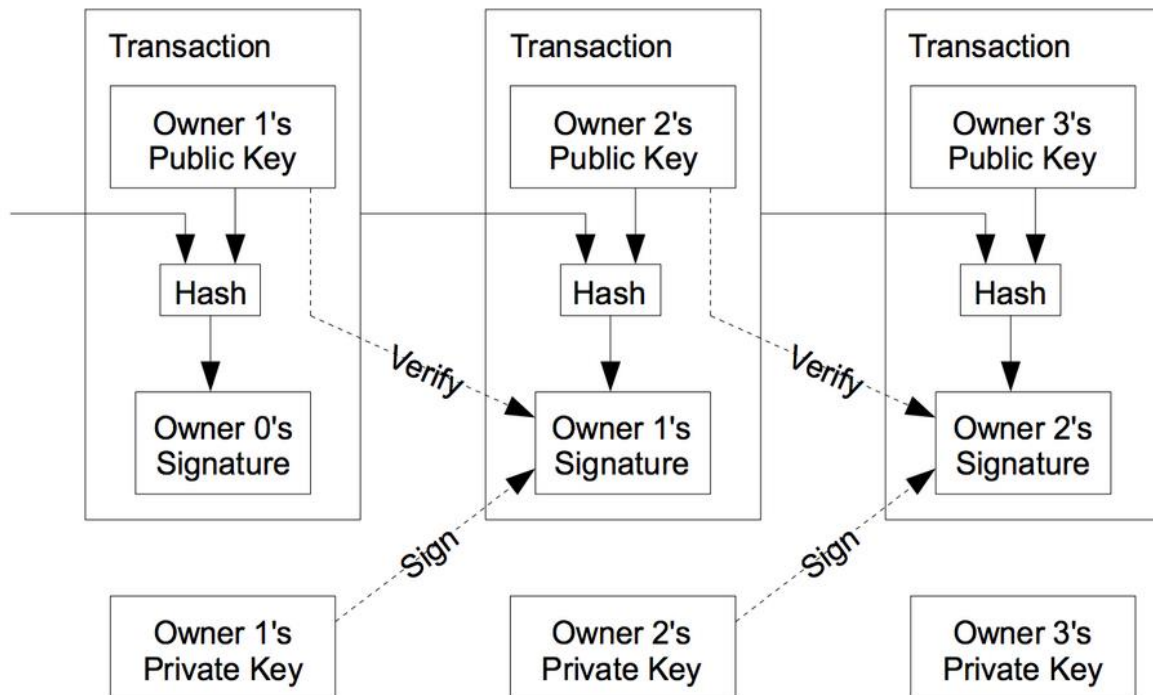 Transaction
Transaction
Transaction
Owner 1's
Public Key
Owner 2's
Public Key
Owner 3's
Public Key
Hash
Hash
Hash
Verify
Verify
Owner 0's
Signature
Owner 1's
Signature
Owner 2's
Signature
Sign
Sign
Owner 1's
Private Key
Owner 2's
Private Key
Owner 3's
Private Key